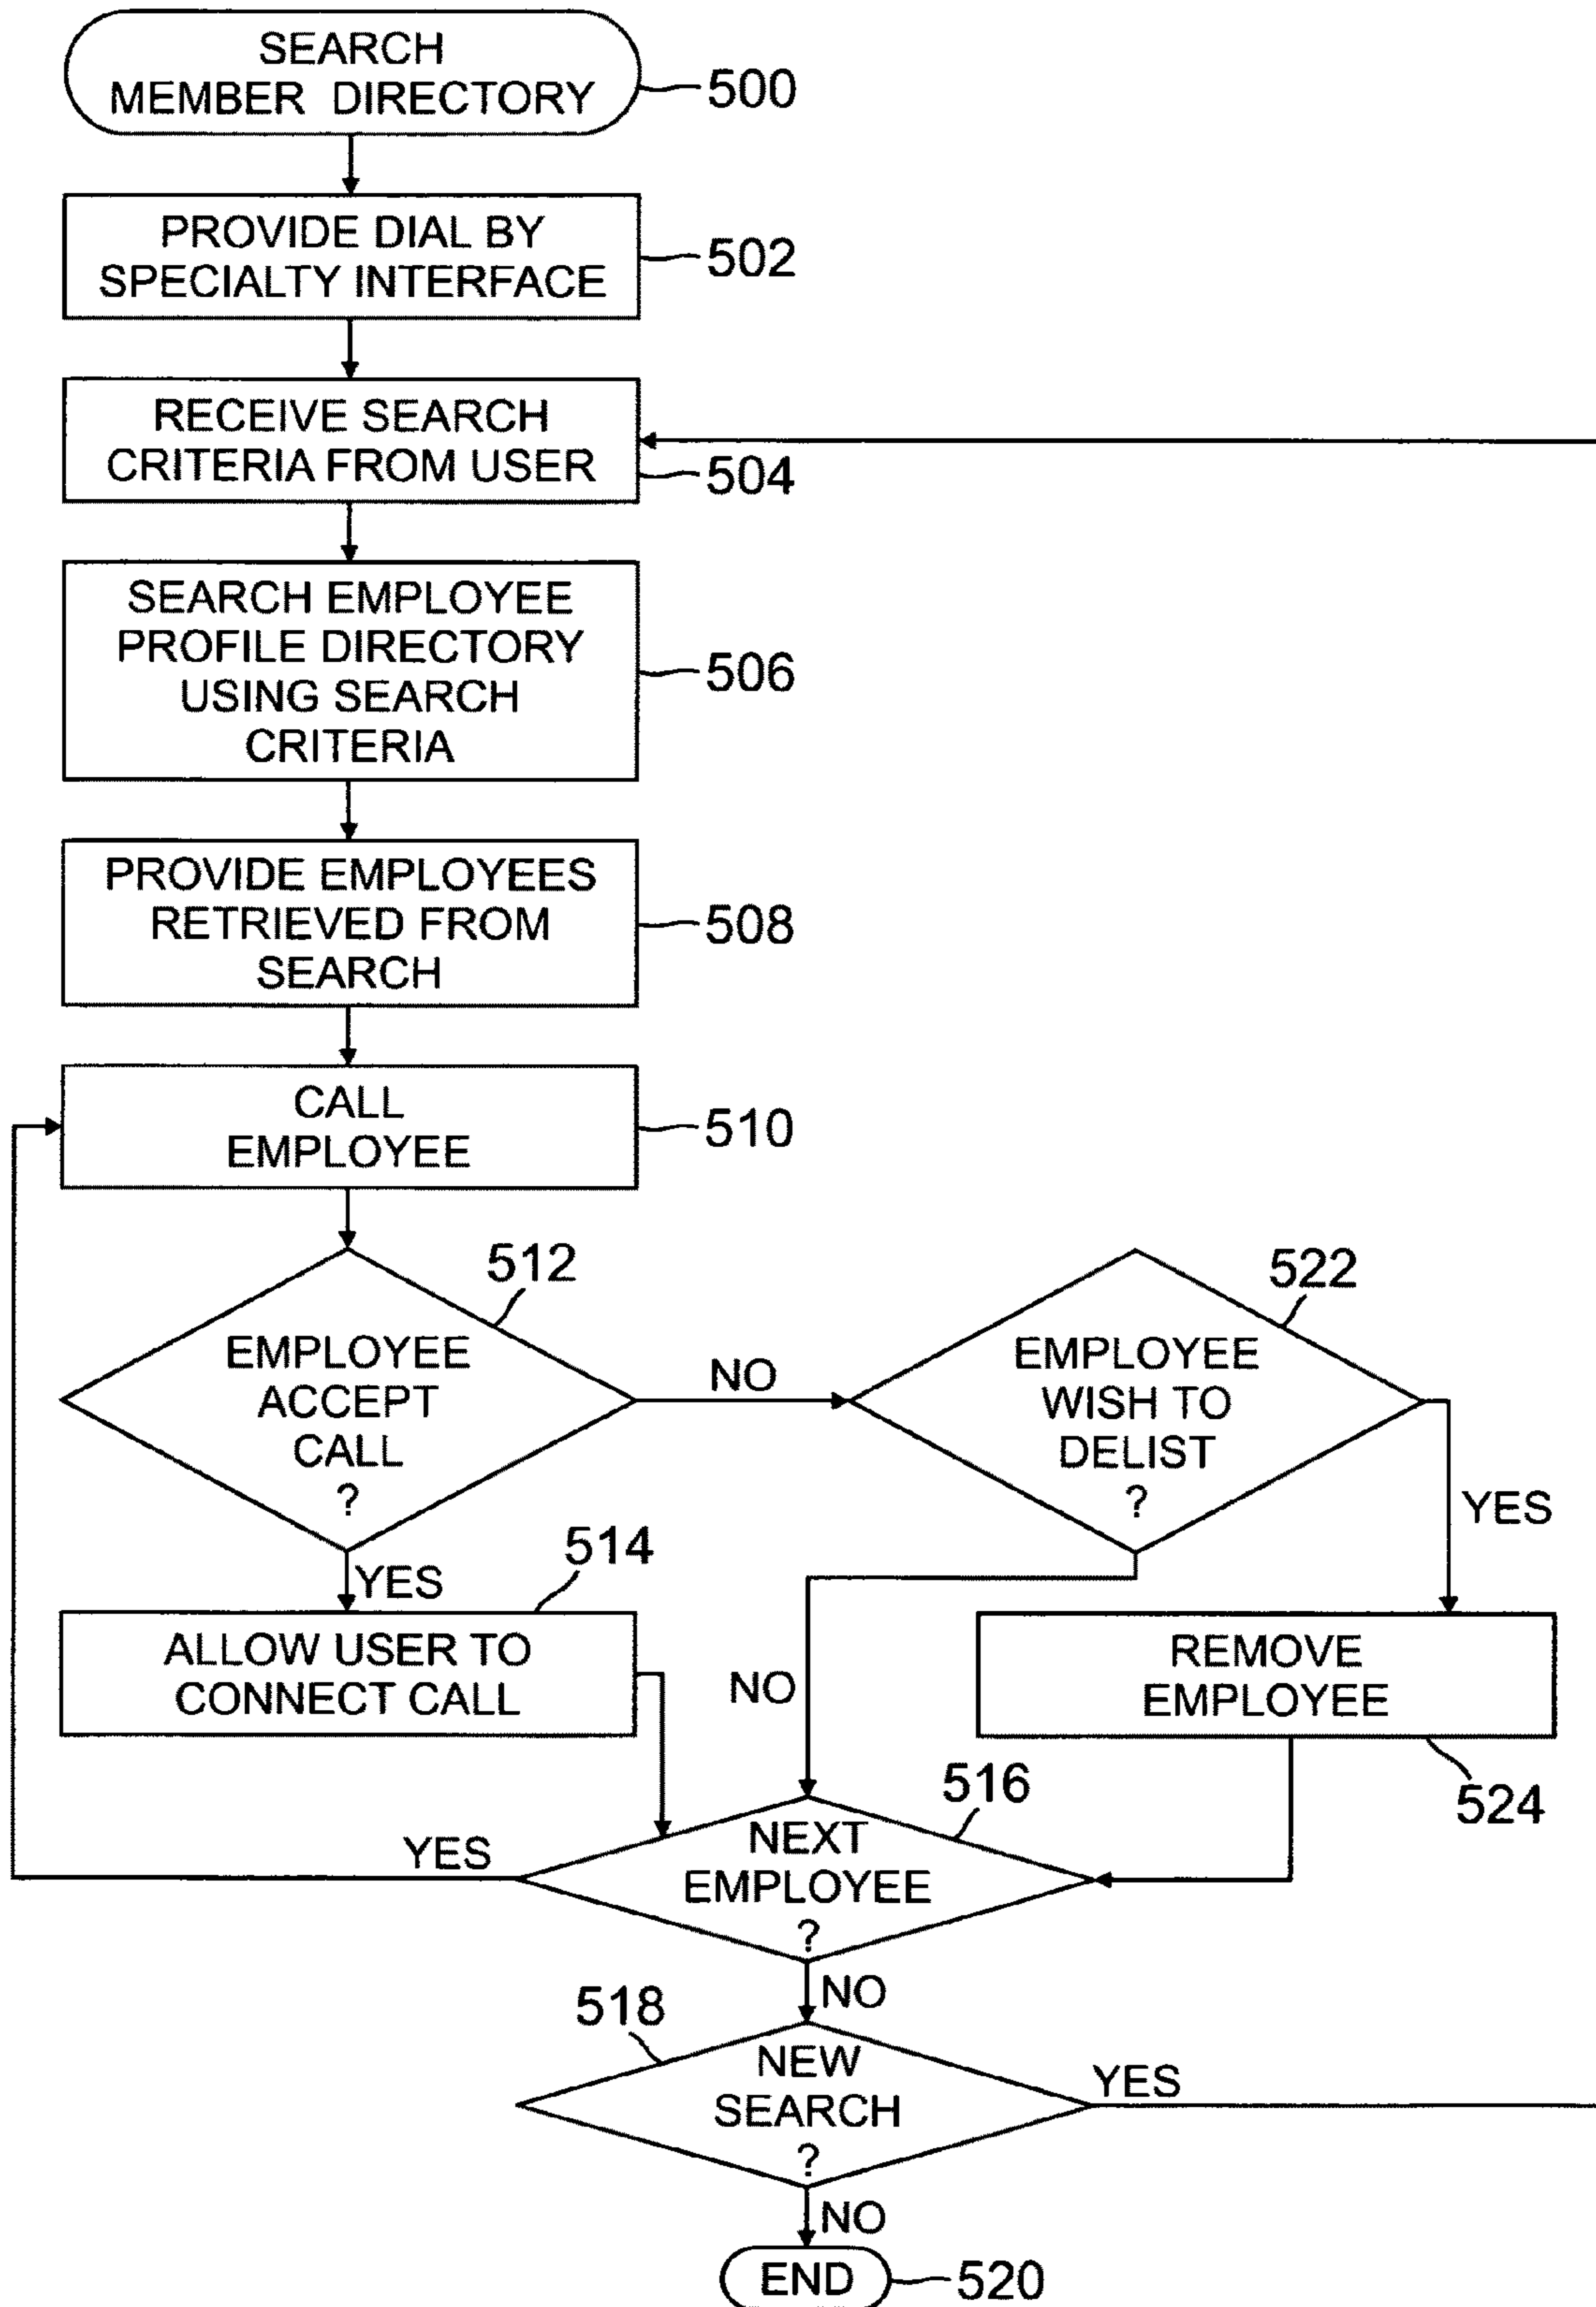 SEARCH
MEMBER DIRECTORY
500
PROVIDE DIAL BY
SPECIALTY INTERFACE
502
RECEIVE SEARCH
CRITERIA FROM USER
504
SEARCH EMPLOYEE
PROFILE DIRECTORY
USING SEARCH
CRITERIA
506
PROVIDE EMPLOYEES
RETRIEVED FROM
SEARCH
508
CALL
EMPLOYEE
510
512
EMPLOYEE
ACCEPT
CALL
?
NO
522
EMPLOYEE
WISH TO
DELIST
?
YES
YES
514
ALLOW USER TO
CONNECT CALL
NO
REMOVE
EMPLOYEE
524
516
NEXT
EMPLOYEE
?
YES
NO
518
NEW
SEARCH
?
YES
NO
END
520